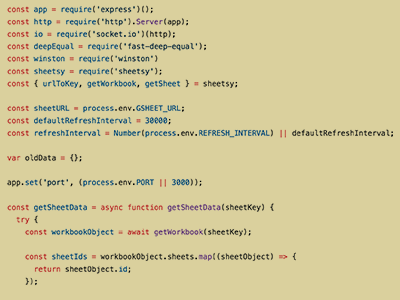 const app = require('express')();
const http = require('http').Server(app);
const io = require('socket.io')(http);
const deepEqual = require('fast-deep-equal');
const winston = require('winston')
const sheetsy = require('sheetsy');
const { urlToKey, getWorkbook, getSheet } = sheetsy;
const sheetURL = process.env.GSHEET_URL;
const defaultRefreshInterval = 30000;
const refreshInterval = Number(process.env.REFRESH_INTERVAL) || defaultRefreshInterval;
var oldData = {};
app.set('port', (process.env.PORT || 3000));
const getSheetData = async function getSheetData(sheetKey) {
try {
const workbookObject = await getWorkbook(sheetKey);
const sheetIds = workbookObject.sheets.map((sheetObject) => {
return sheetObject.id;
});